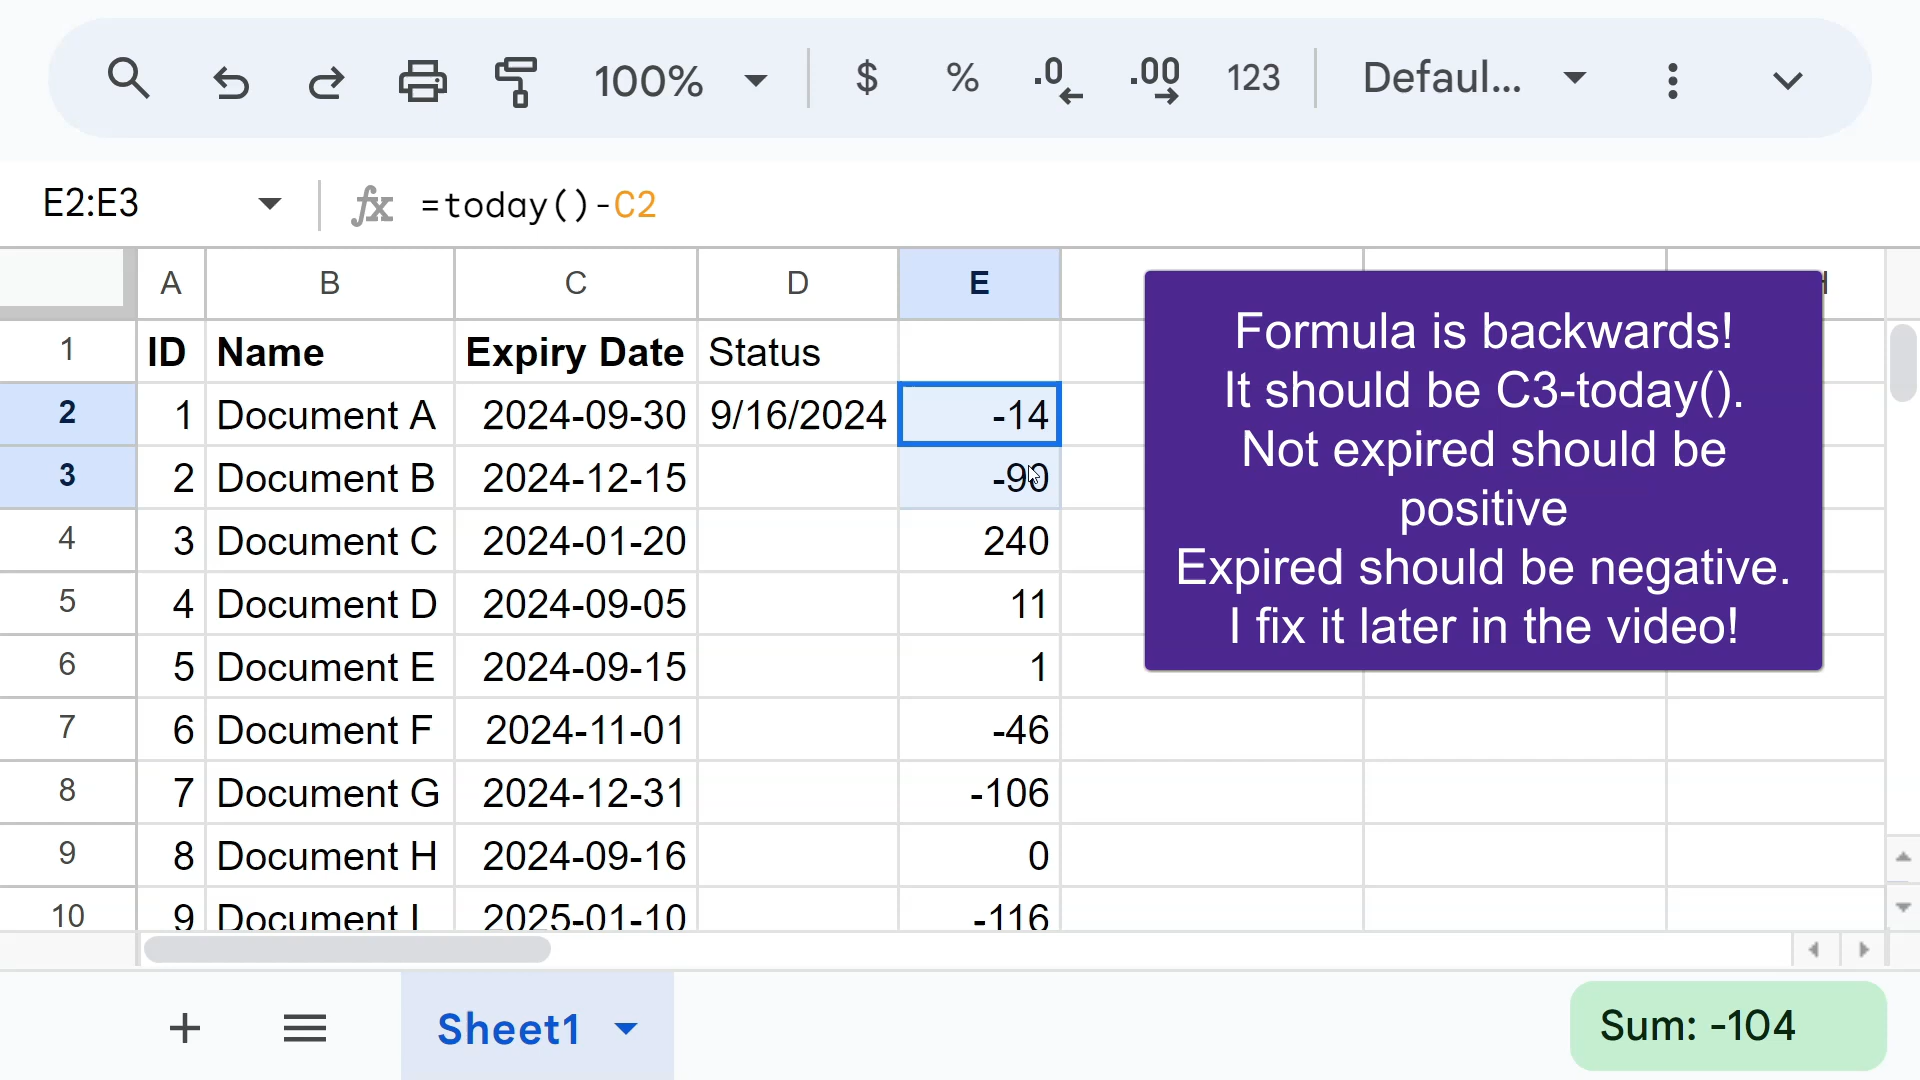 100% $ % .0 .00 123 Defaul...
E2:E3 fx =today()-C2
A B C D E
1 ID Name Expiry Date Status
2 1 Document A 2024-09-30 9/16/2024 -14
3 2 Document B 2024-12-15 -90
4 3 Document C 2024-01-20 240
5 4 Document D 2024-09-05 11
6 5 Document E 2024-09-15 1
7 6 Document F 2024-11-01 -46
8 7 Document G 2024-12-31 -106
9 8 Document H 2024-09-16 0
10 9 Document I 2025-01-10 -116
Formula is backwards!
It should be C3-today().
Not expired should be
positive
Expired should be negative.
I fix it later in the video!
Sheet1 Sum: -104